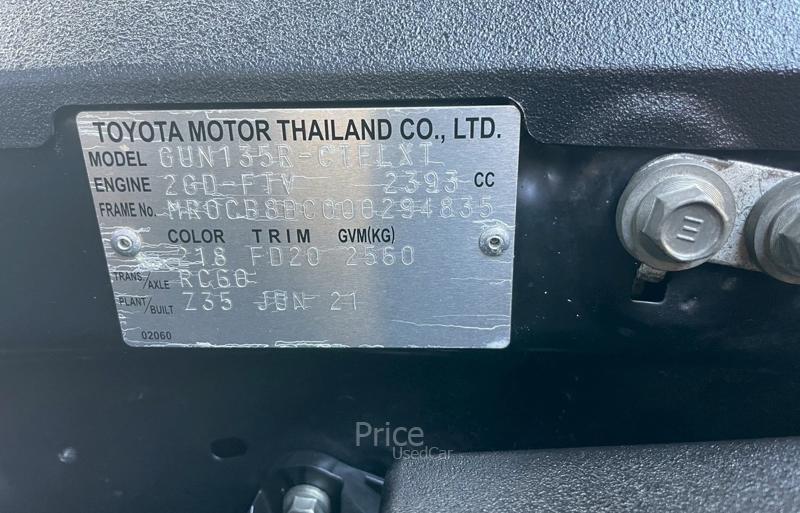 TOYOTA MOTOR THAILAND CO., LTD.
MODEL GUN135R-CTFLXT
ENGINE 2GD-FTV 2393 CC
FRAME No. MR0CB8DC000294835
COLOR TRIM GVM(KG)
218 FD20 2560
TRANS/AXLE RC60
PLANT/BUILT Z35 JUN 21
02060
Price
UsedCar